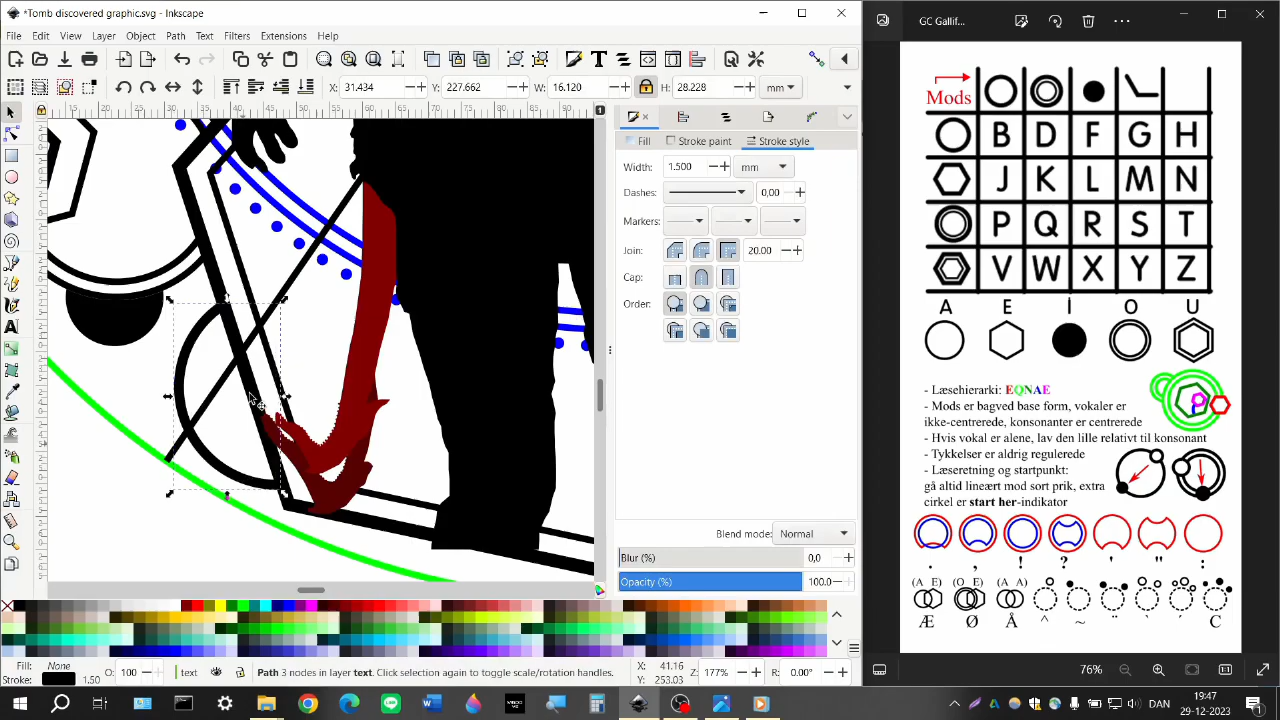 *Tomb discovered graphic.svg - Inkscape
File Edit View Layer Object Path Text Filters Extensions Help
X: 31.434 Y: 227.662 W: 16.120 H: 28.228 mm
Fill Stroke paint Stroke style
Width: 1.500 mm
Dashes: 0,00
Markers:
Join: 20.00
Cap:
Order:
Blend mode: Normal
Blur (%) 0,0
Opacity (%) 100.0
Fill: None
Stroke: 1.50 O: 100 text Path 3 nodes in layer text. Click selection again to toggle scale/rotation handles. X: 41.16 Y: 253.03 Z: 177% R: 0.00°
GC Gallif...
Mods
B D F G H
J K L M N
P Q R S T
V W X Y Z
A E İ O U
- Læsehierarki: EQNAE
- Mods er bagved base form, vokaler er
ikke-centrerede, konsonanter er centrerede
- Hvis vokal er alene, lav den lille relativt til konsonant
- Tykkelser er aldrig regulerede
- Læseretning og startpunkt:
gå altid lineært mod sort prik, extra
cirkel er start her-indikator
. , ! ? ' " :
(A E) (O E) (A A)
Æ Ø Å ^ ~ ¨ ` ´ C
76%
DAN 19:47
29-12-2023